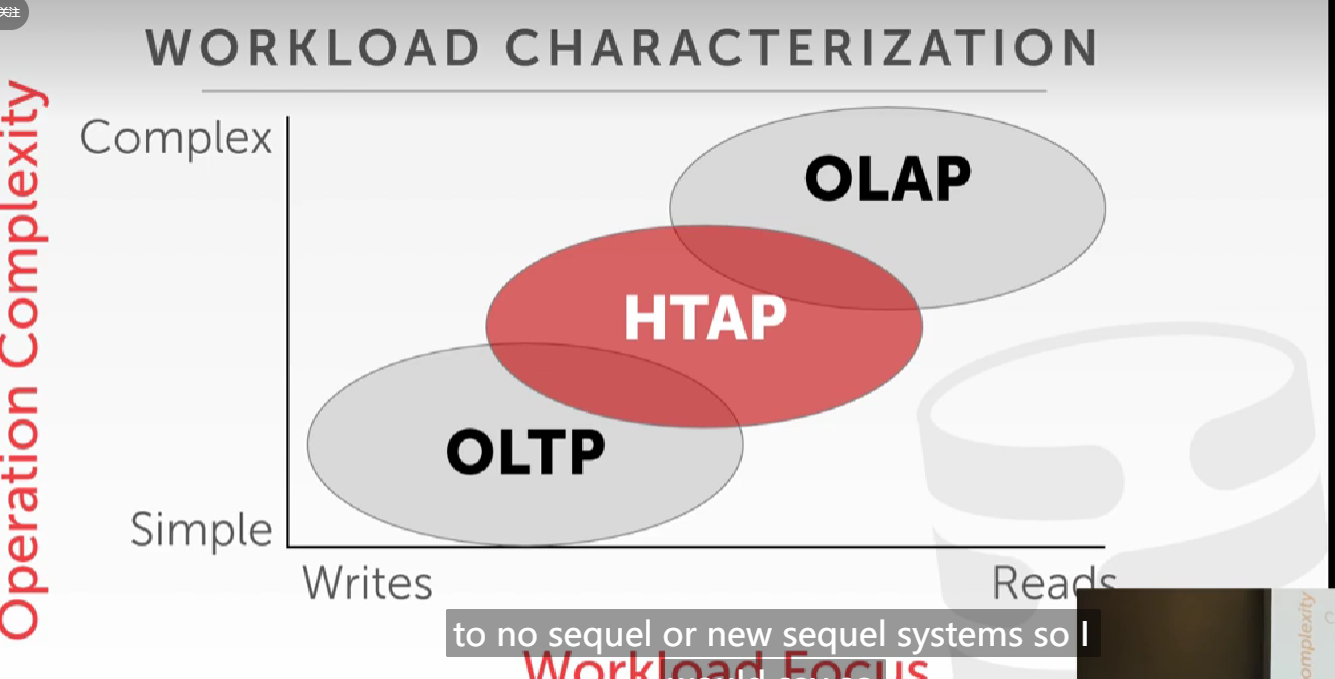 关注
WORKLOAD CHARACTERIZATION
Operation Complexity
Complex
OLAP
HTAP
OLTP
Simple
Writes
Reads
to no sequel or new sequel systems so I
Workload Focus
omplexity